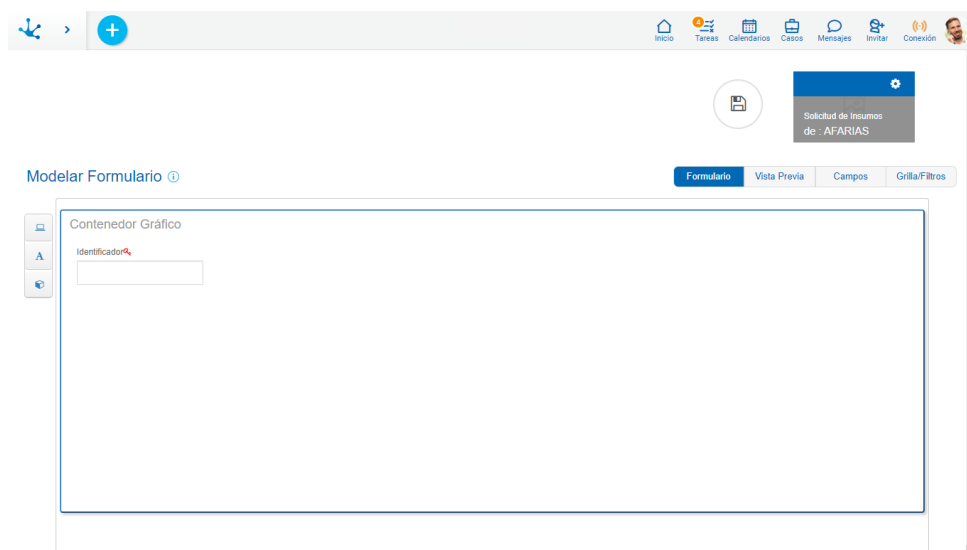 4
Inicio
Tareas
Calendarios
Casos
Mensajes
Invitar
Conexión
Solicitud de Insumos
de : AFARIAS
Modelar Formulario
Formulario
Vista Previa
Campos
Grilla/Filtros
Contenedor Gráfico
A
Identificador